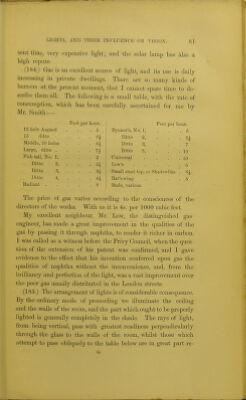 LIGHTS, AND THEIR INFLUENCE ON VISION. 81
sent time, very expensive light; and the solar lamp has also a
high repute.
(184.) Gas is an excellent source of light, and its use is daily
increasing in private dwellings. There are so many kinds of
burners at the present moment, that I cannot spare time to de-
scribe them all. The following is a small table, with the rate of
consumption, which has been carefully ascertained for me by
Mr. Smith:—
Feet per hour.
12 hole Argand
15 ditto
Middle, 20 holes
Large, ditto
Fish-tail, No. 1,
Ditto 2,
Ditto 3,
Ditto 4,
Radiant
Feet per hour.
Bynner's, No. 1,
Ditto 2,
Ditto 3,
Ditto 5,
Universal
Low's
Small stud top, or Shadowless
Batswing
Stude, various
The price of gas varies according to the conscience of the
directors of the works. With us it is 4s. per 1000 cubic feet.
My excellent neighbour, Mr. Low, the distinguished gas
engineer, has made a great improvement in the qualities of the
gas by passing it through naphtha, to render it richer in carbon.
I was called as a witness before the Privy Council, when the ques-
tion of the extension of his patent was confirmed, and I gave
evidence to the effect that his invention conferred upon gas the
qualities of naphtha without the inconvenience, and, from the
brilliancy and perfection of the light, was a vast improvement over
the poor gas usually distributed in the London streets.
(185.) The arrangement of lights is of considerable consequence.
By the ordinary mode of proceeding we illuminate the ceiling
and the walls of the room, and the part which ought to be properly
lighted is generally completely in the shade. The rays of light,
from being vertical, pass with greatest readiness perpendicularly
through the glass to the walls of the room, whilst those which
attempt to pass obliquely to the table below are in great part re-
G